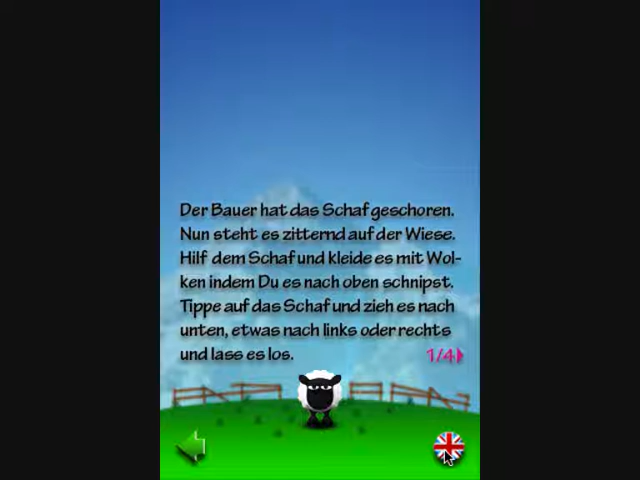 Der Bauer hat das Schaf geschoren.
Nun steht es zitternd auf der Wiese.
Hilf dem Schaf und kleide es mit Wol-
ken indem Du es nach oben schnipst.
Tippe auf das Schaf und zieh es nach
unten, etwas nach links oder rechts
und lass es los.
1/4